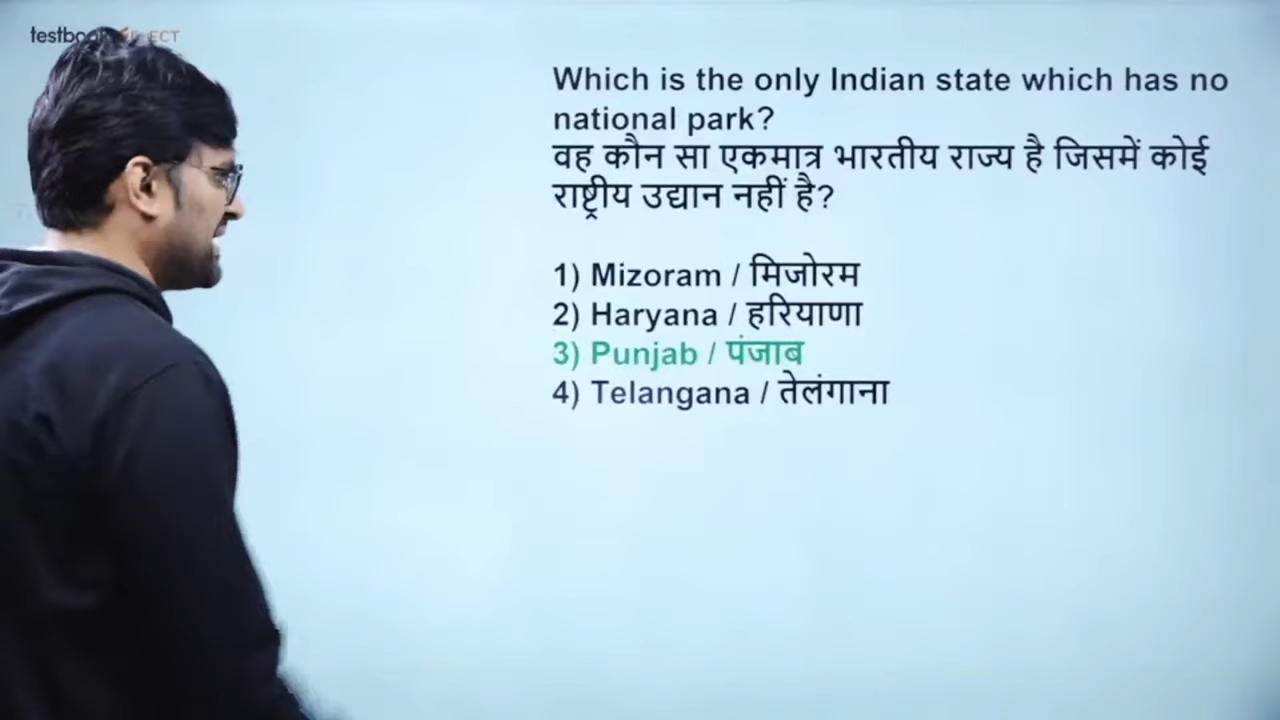 testbook
Which is the only Indian state which has no
national park?
वह कौन सा एकमात्र भारतीय राज्य है जिसमें कोई
राष्ट्रीय उद्यान नहीं है?
1) Mizoram / मिजोरम
2) Haryana / हरियाणा
3) Punjab / पंजाब
4) Telangana / तेलंगाना